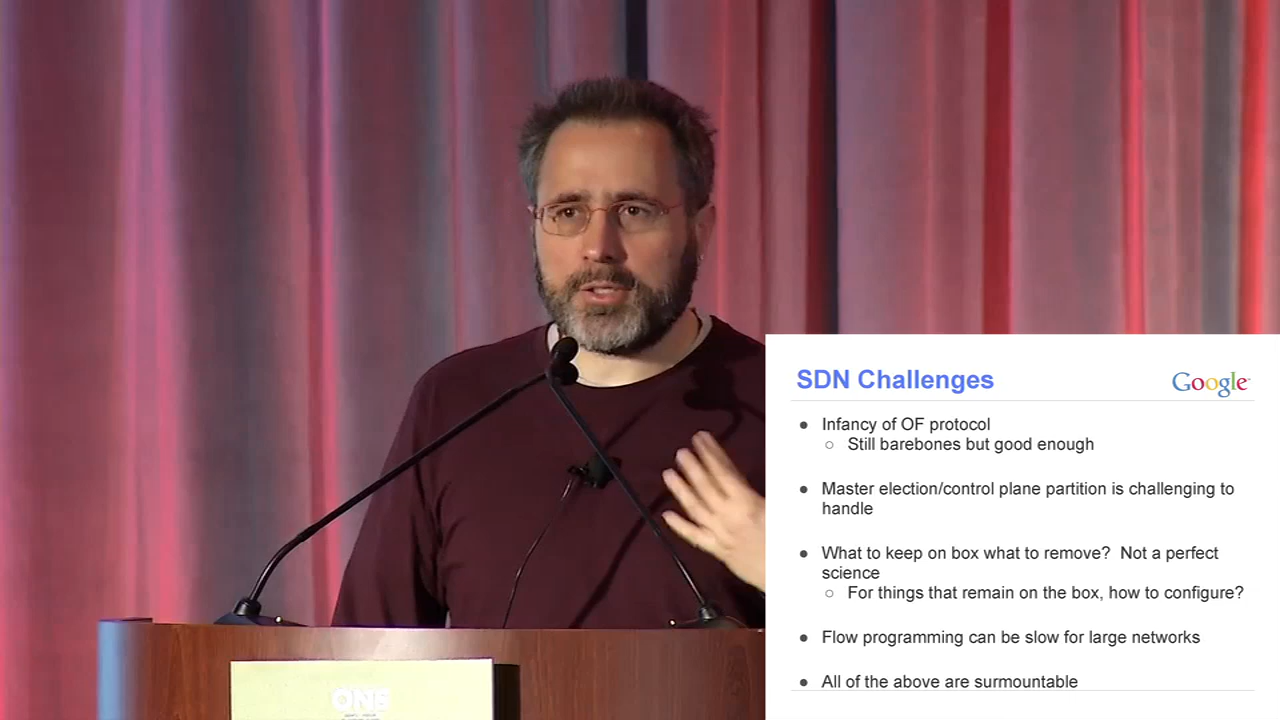 SDN Challenges
Google
Infancy of OF protocol
Still barebones but good enough
Master election/control plane partition is challenging to
handle
What to keep on box what to remove?  Not a perfect
science
For things that remain on the box, how to configure?
Flow programming can be slow for large networks
All of the above are surmountable
ONS